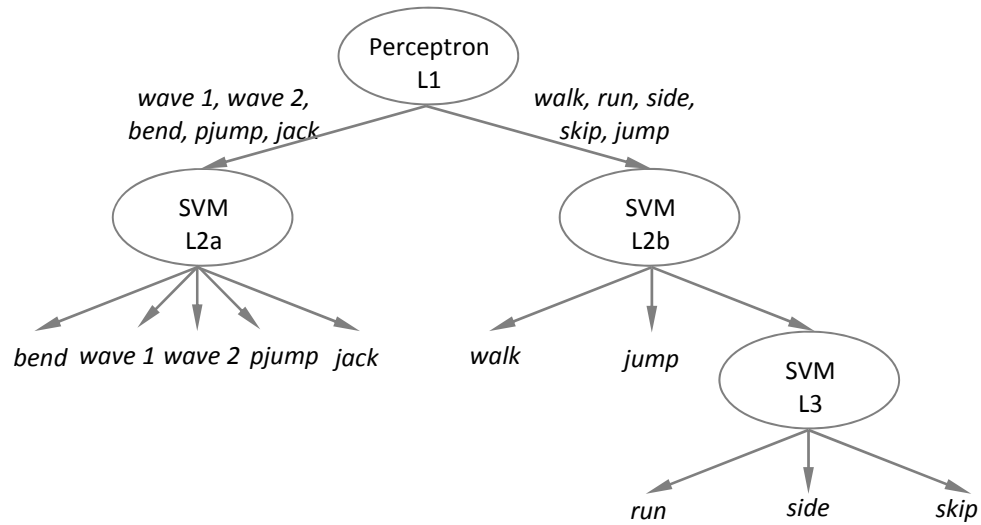 Perceptron
L1
wave 1, wave 2,
bend, pjump, jack
walk, run, side,
skip, jump
SVM
L2a
SVM
L2b
bend wave 1 wave 2 pjump jack
walk
jump
SVM
L3
run
side
skip